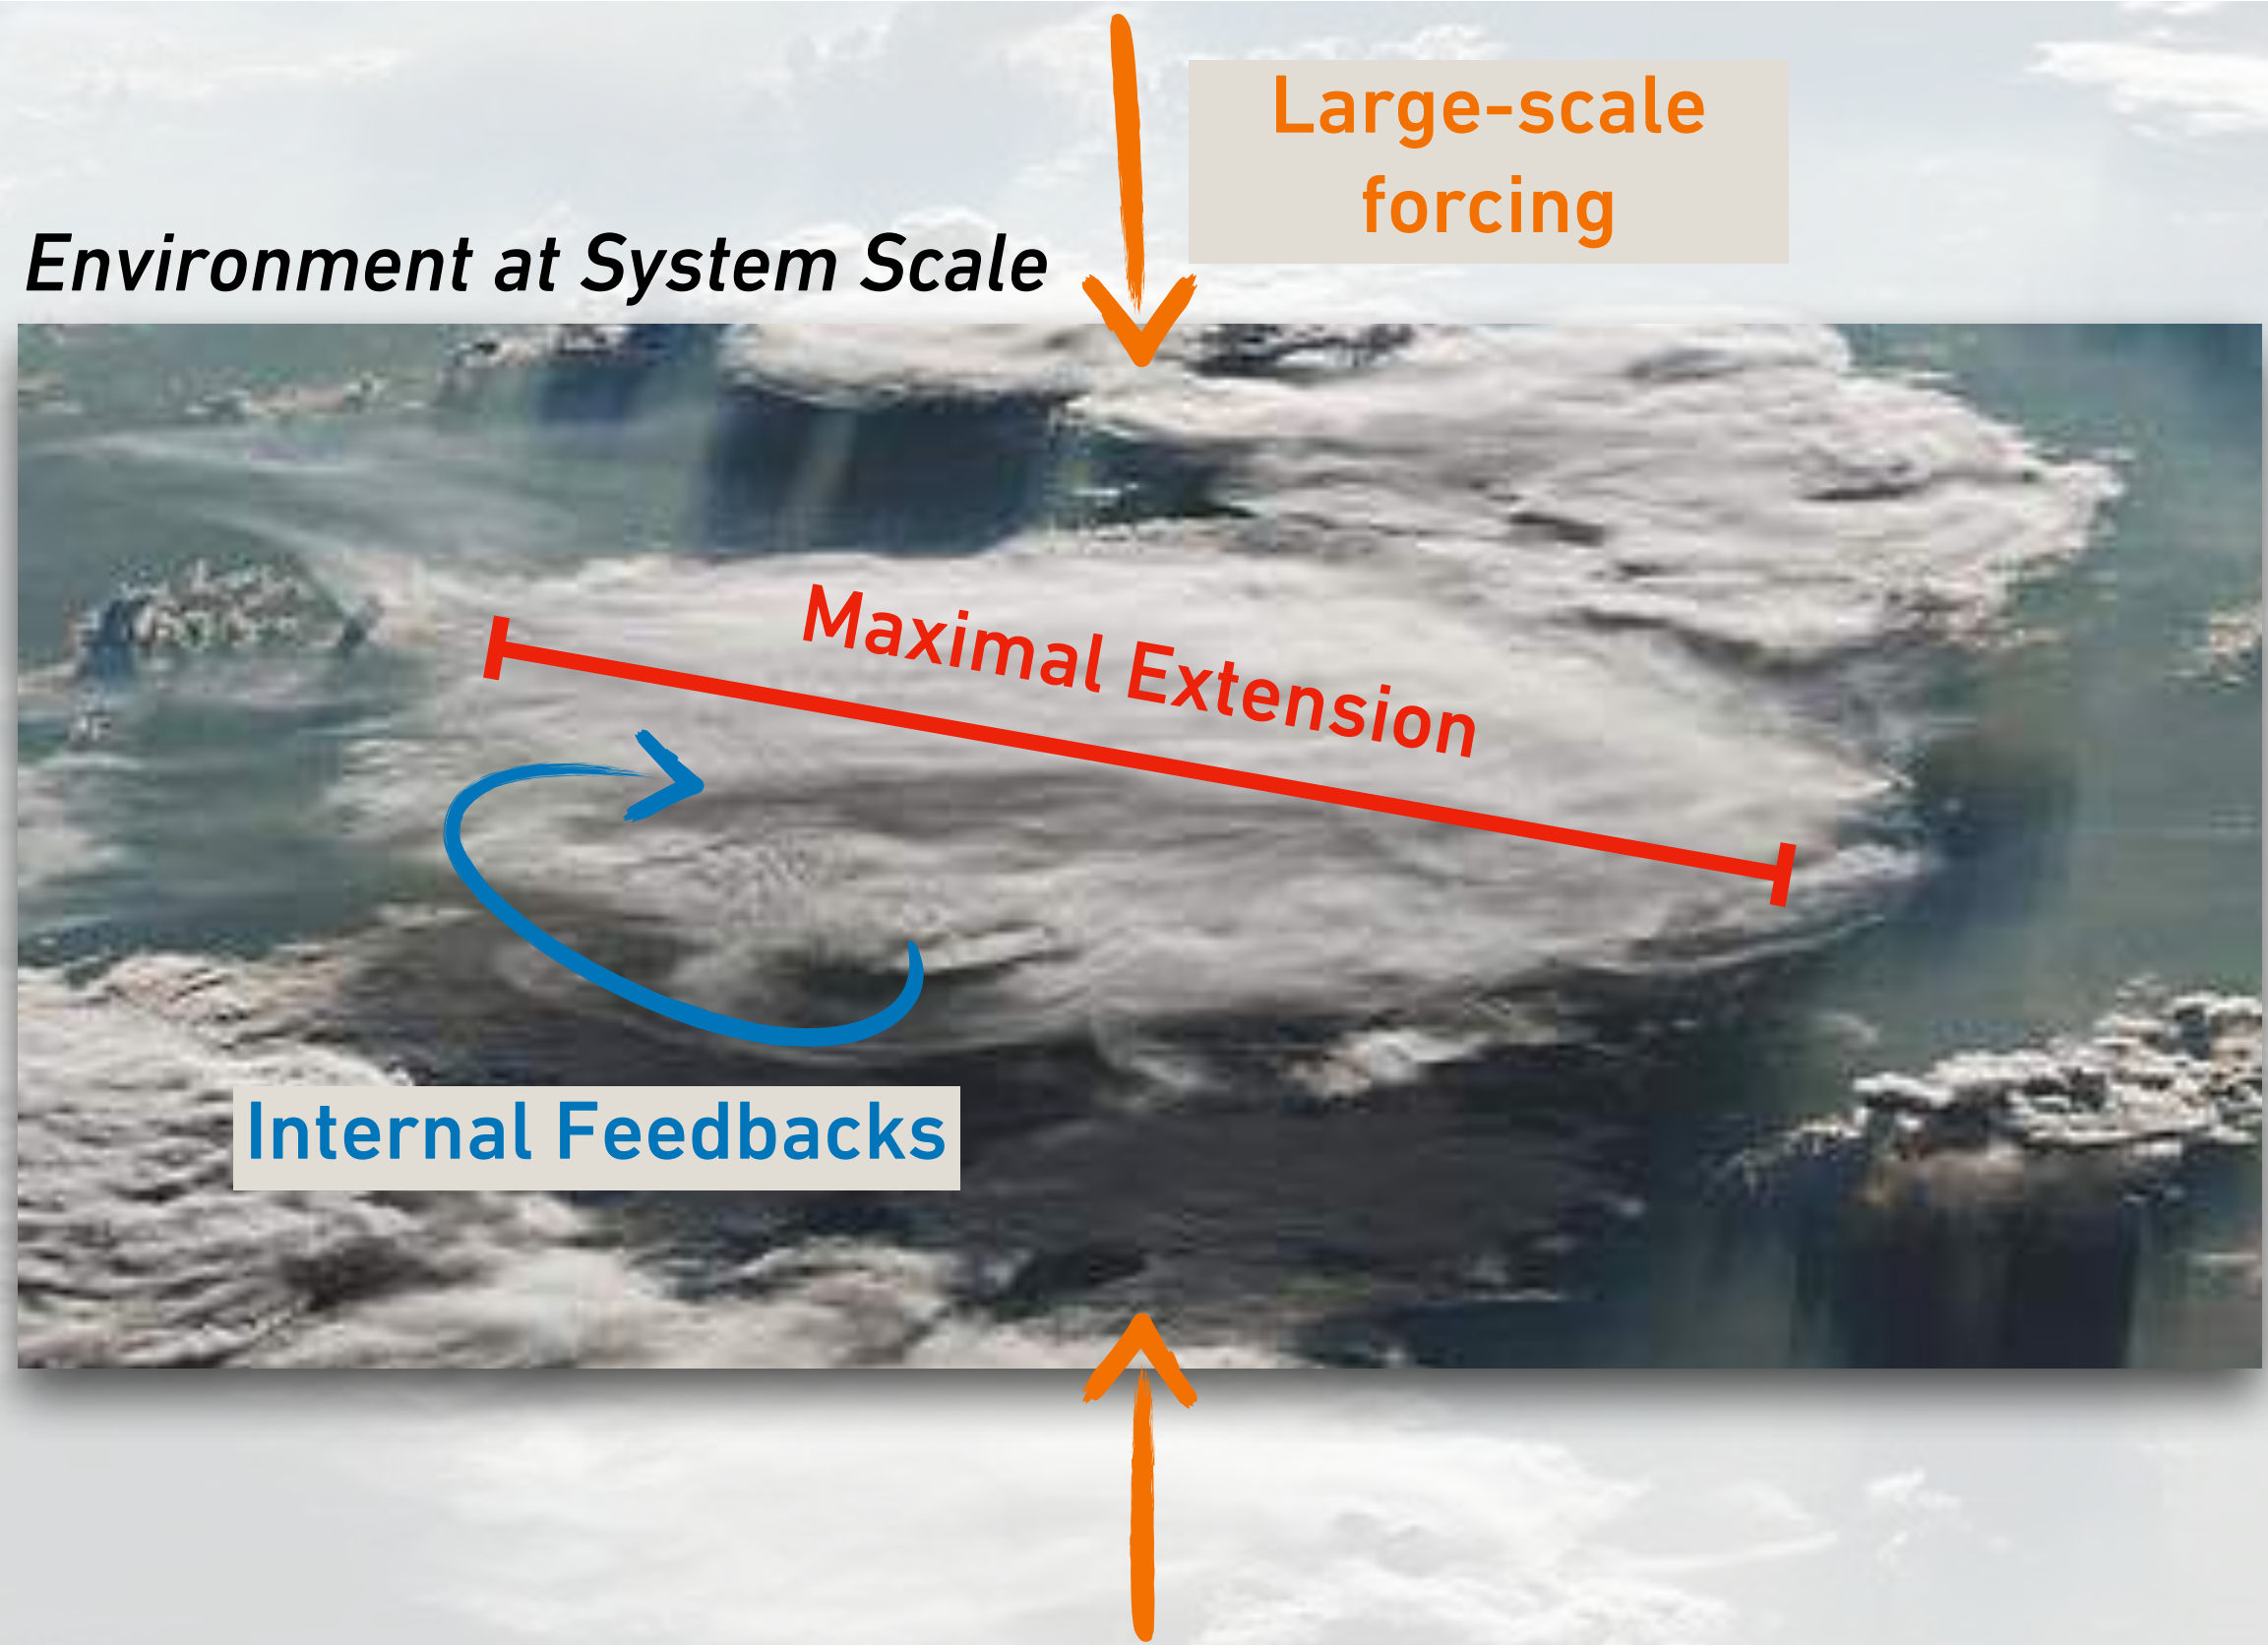 Large-scale
forcing
Environment at System Scale
Maximal Extension
Internal Feedbacks